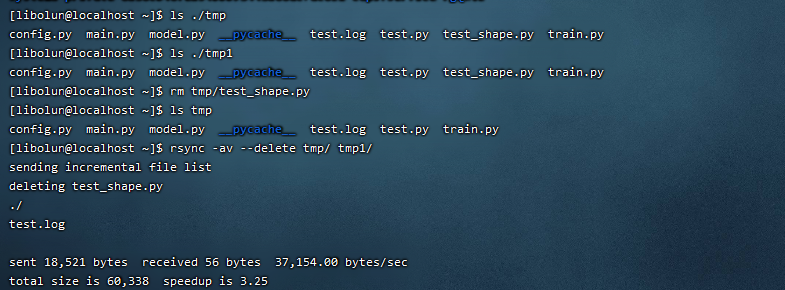 [libolun@localhost ~]$ ls ./tmp
config.py main.py model.py __pycache__ test.log test.py test_shape.py train.py
[libolun@localhost ~]$ ls ./tmp1
config.py main.py model.py __pycache__ test.log test.py test_shape.py train.py
[libolun@localhost ~]$ rm tmp/test_shape.py
[libolun@localhost ~]$ ls tmp
config.py main.py model.py __pycache__ test.log test.py train.py
[libolun@localhost ~]$ rsync -av --delete tmp/ tmp1/
sending incremental file list
deleting test_shape.py
./
test.log
sent 18,521 bytes received 56 bytes 37,154.00 bytes/sec
total size is 60,338 speedup is 3.25